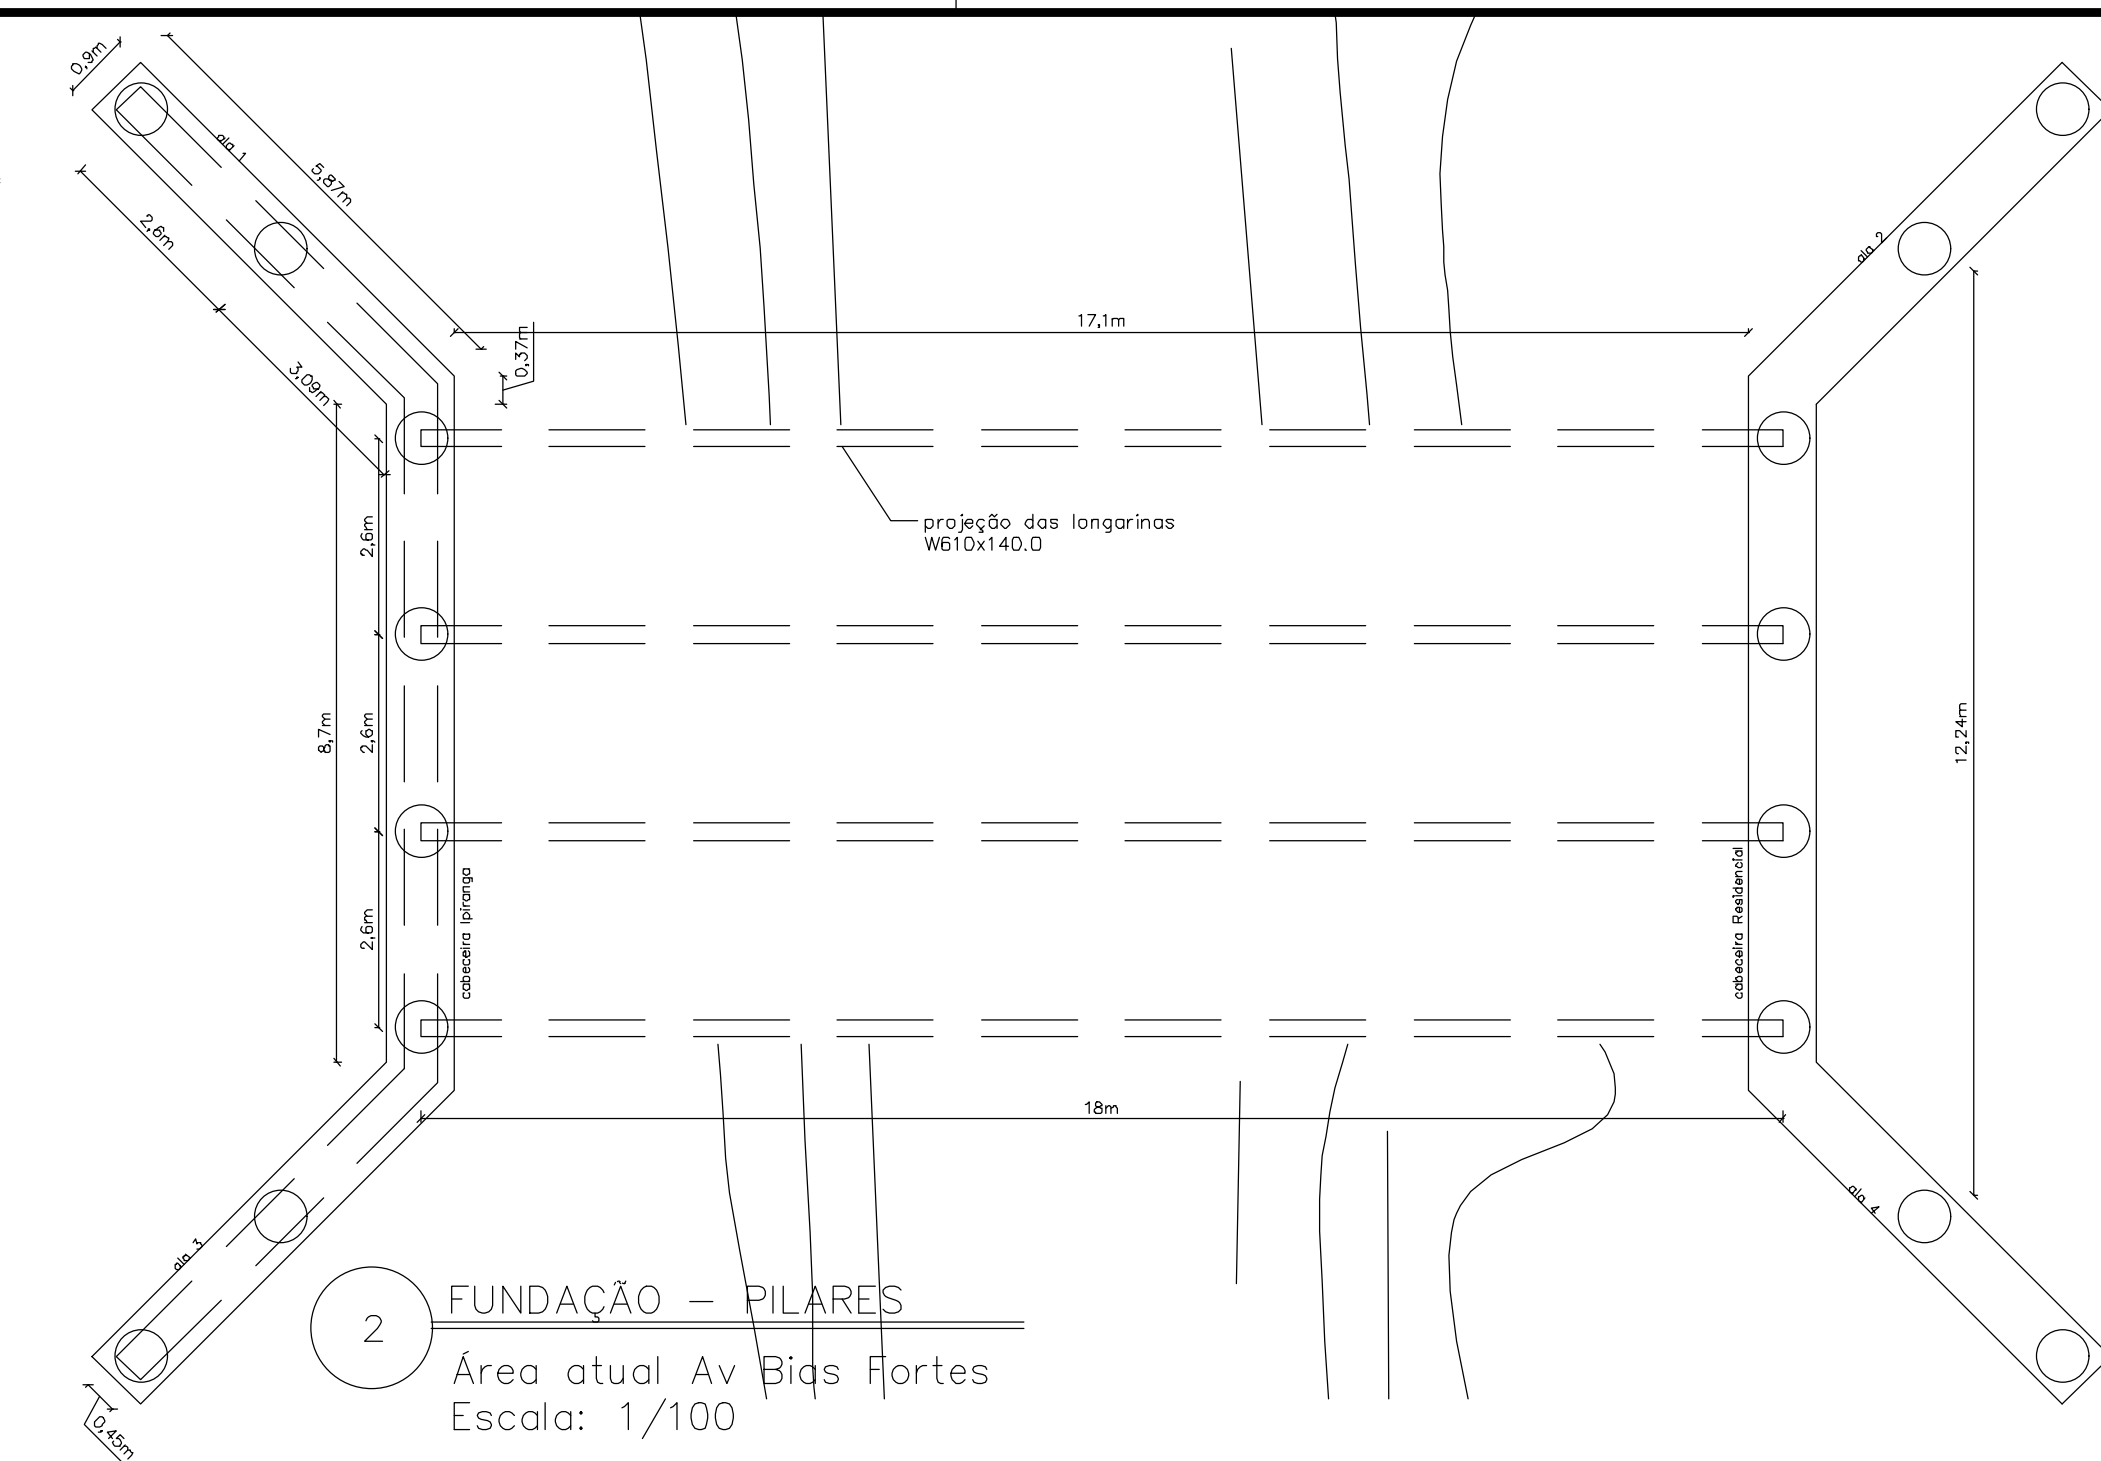 0,9m
ala 1
5,87m
2,6m
ala 2
17,1m
0,37m
3,09m
projeção das longarinas
W610x140.0
2,6m
8,7m
2,6m
12,24m
cabeceira Ipiranga
cabeceira Residencial
2,6m
18m
ala 3
ala 4
2
FUNDAÇÃO – PILARES
Área atual Av Bias Fortes
Escala: 1/100
0,45m